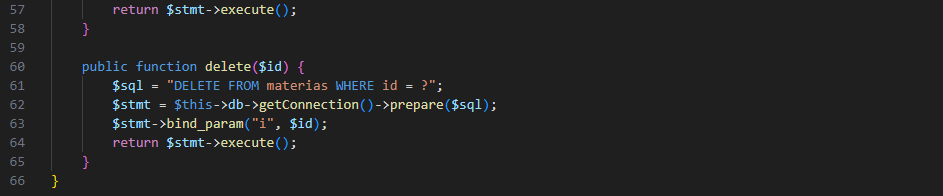 57 return $stmt->execute();
58 }
59
60 public function delete($id) {
61 $sql = "DELETE FROM materias WHERE id = ?";
62 $stmt = $this->db->getConnection()->prepare($sql);
63 $stmt->bind_param("i", $id);
64 return $stmt->execute();
65 }
66 }